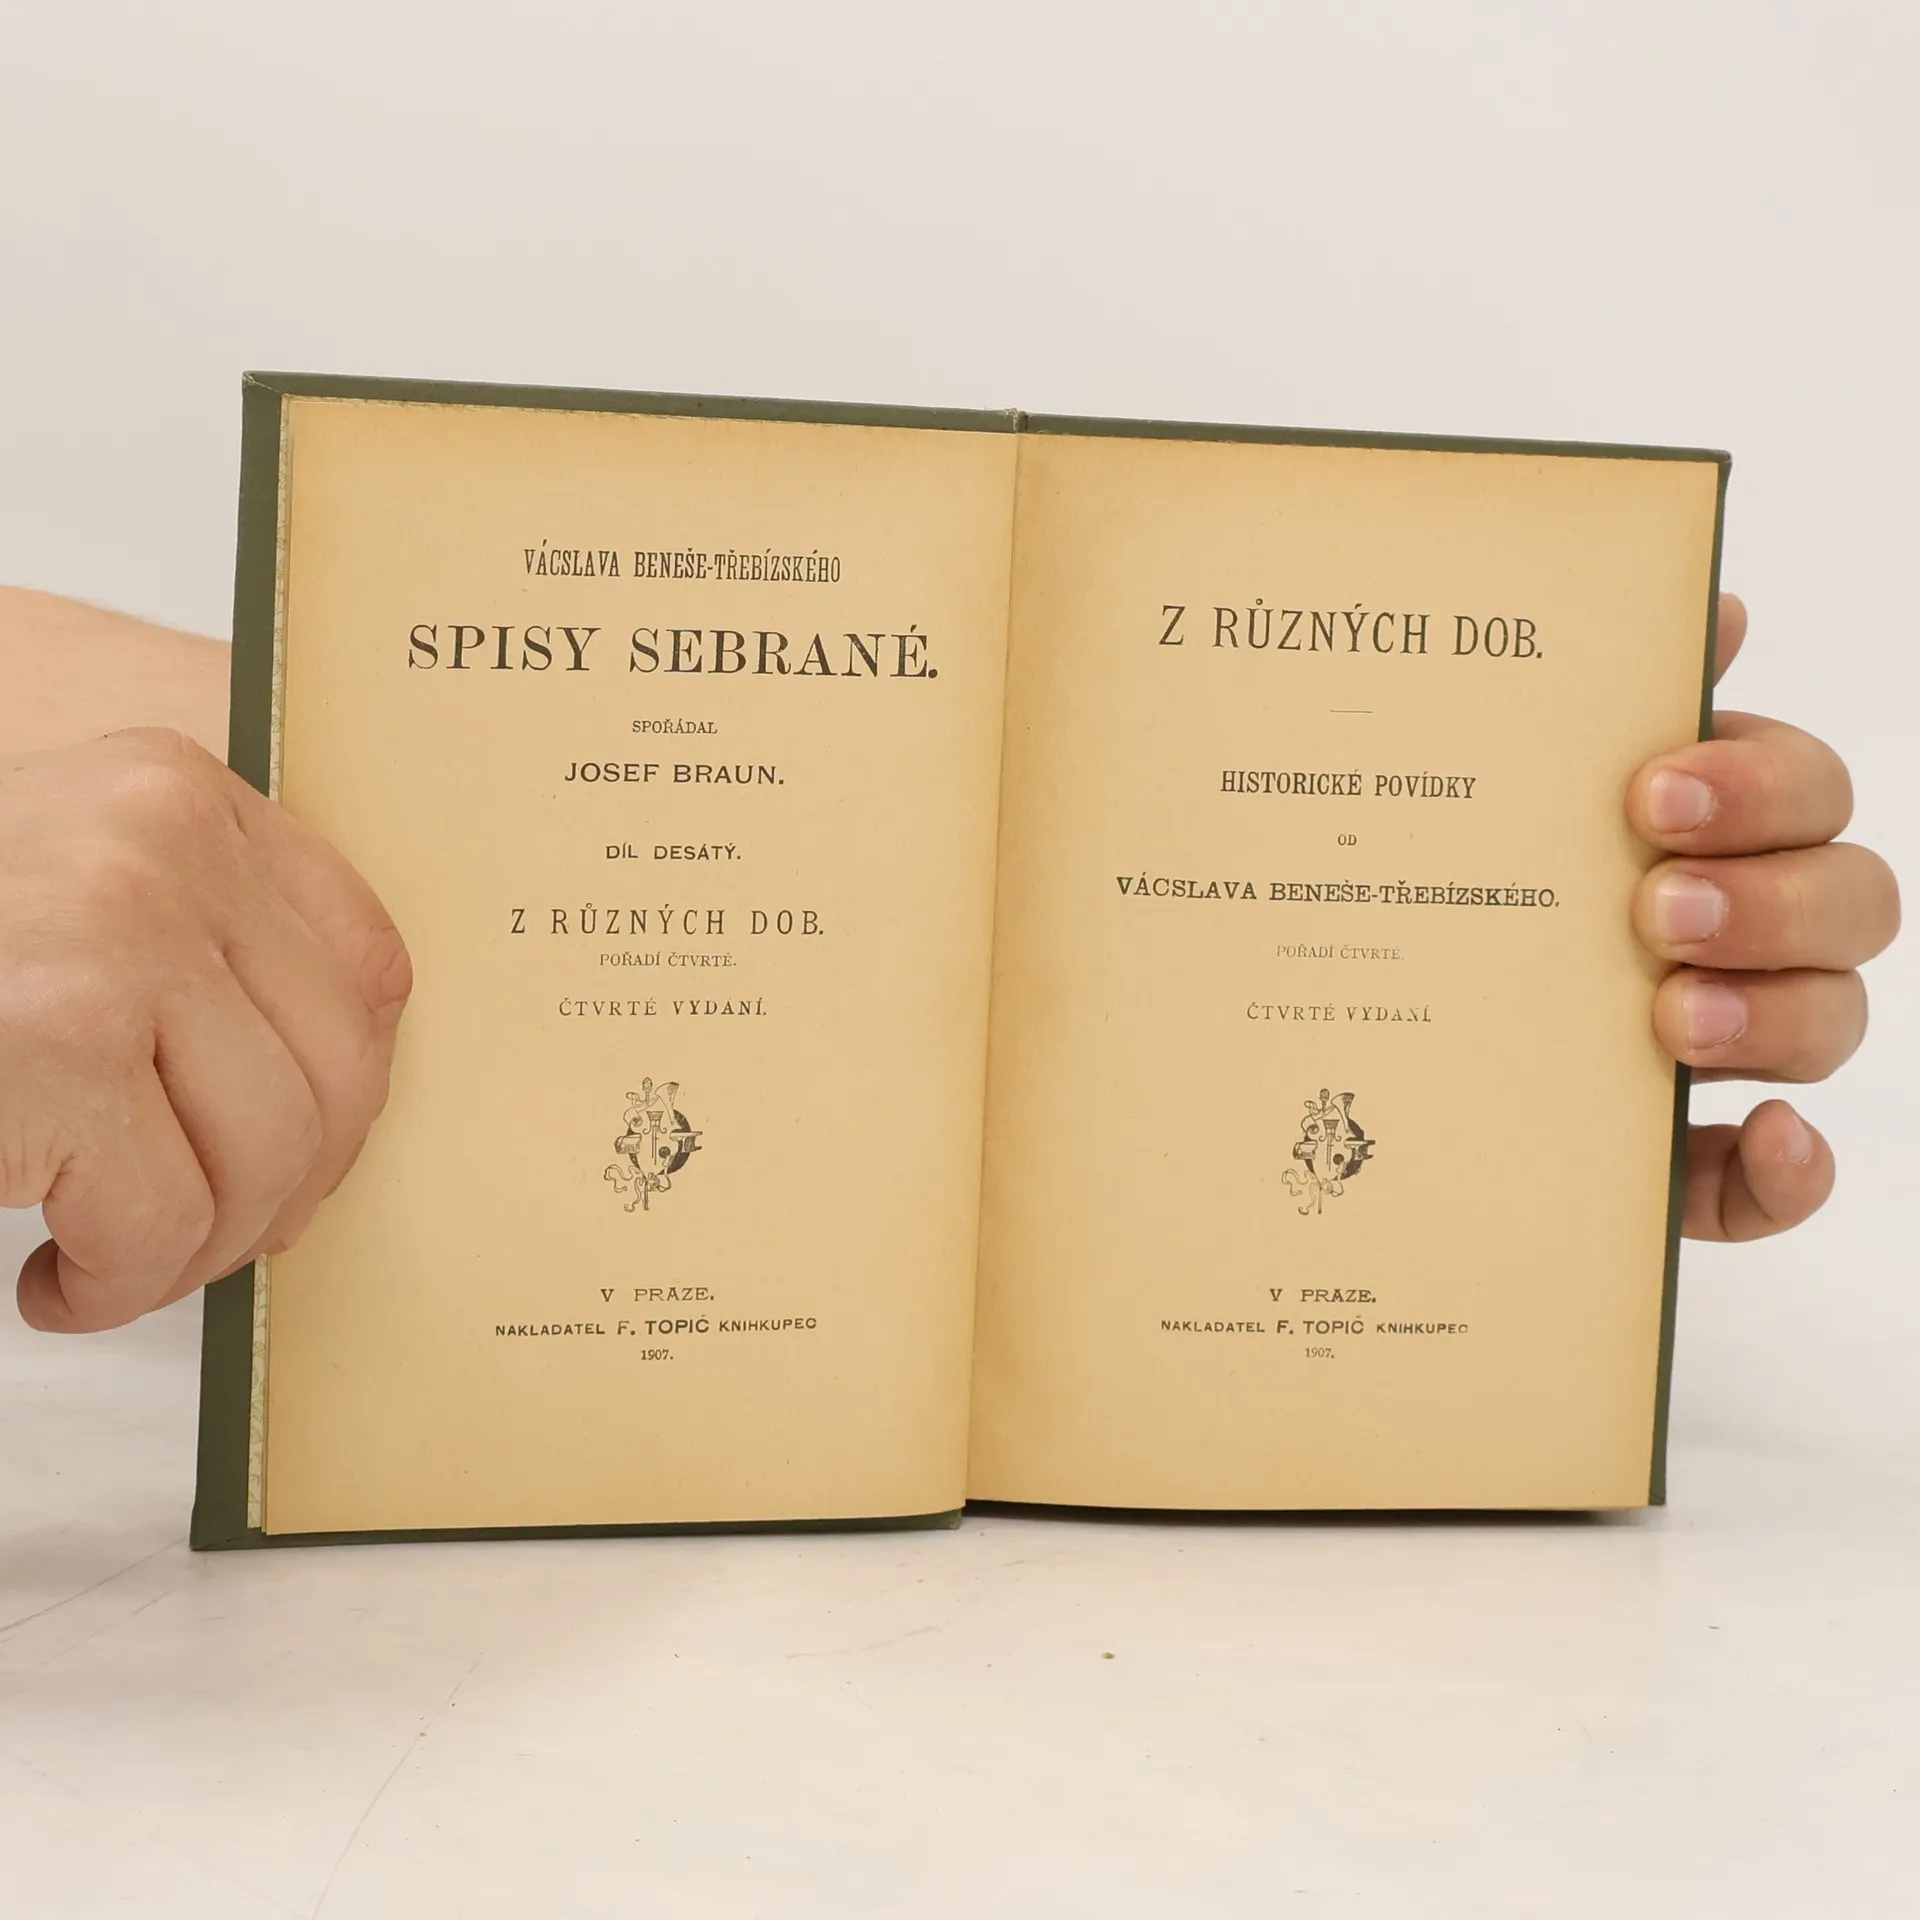 VÁCSLAVA BENEŠE-TŘEBÍZSKÉHO
SPISY SEBRANÉ.
SPOŘÁDAL
JOSEF BRAUN.
DÍL DESÁTÝ.
Z RŮZNÝCH DOB.
POŘADÍ ČTVRTÉ.
ČTVRTÉ VYDÁNÍ.
V PRAZE.
NAKLADATEL F. TOPIČ KNIHKUPEC
1907.
Z RŮZNÝCH DOB.
HISTORICKÉ POVÍDKY
OD
VÁCSLAVA BENEŠE-TŘEBÍZSKÉHO.
POŘADÍ ČTVRTÉ.
ČTVRTÉ VYDÁNÍ.
V PRAZE.
NAKLADATEL F. TOPIČ KNIHKUPEC
1907.